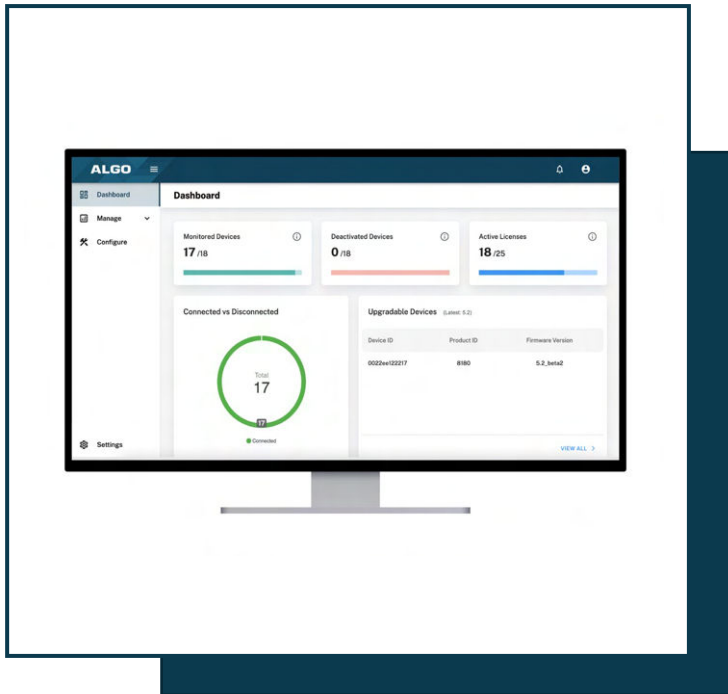 ALGO
Dashboard
Manage
Configure
Settings
Dashboard
Monitored Devices
17 /18
Deactivated Devices
0 /18
Active Licenses
18 /25
Connected vs Disconnected
Total
17
17
Connected
Upgradable Devices (Latest: 5.2)
Device ID Product ID Firmware Version
0022ee122217 8180 5.2_beta2
VIEW ALL >